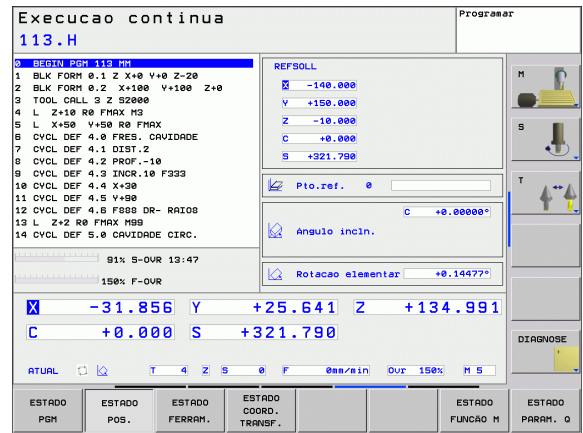 Execucao continua
Programar
113.H
0 BEGIN PGM 113 MM
1 BLK FORM 0.1 Z X+0 Y+0 Z-20
2 BLK FORM 0.2 X+100 Y+100 Z+0
3 TOOL CALL 3 Z S2000
4 L Z+10 R0 FMAX M3
5 L X+50 Y+50 R0 FMAX
6 CYCL DEF 4.0 FRES. CAVIDADE
7 CYCL DEF 4.1 DIST.2
8 CYCL DEF 4.2 PROF.-10
9 CYCL DEF 4.3 INCR.10 F333
10 CYCL DEF 4.4 X+30
11 CYCL DEF 4.5 Y+90
12 CYCL DEF 4.6 F888 DR- RAIO8
13 L Z+2 R0 FMAX M99
14 CYCL DEF 5.0 CAVIDADE CIRC.
91% S-OVR 13:47
150% F-OVR
REFSOLL
X -140.000
Y +150.000
Z -10.000
C +0.000
S +321.790
Pto.ref. 0
C +0.00000°
Angulo incln.
Rotacao elementar +0.14477°
M
S
T
DIAGNOSE
X -31.856 Y +25.641 Z +134.991
C +0.000 S +321.790
ATUAL T 4 Z S 0 F 0mm/min Ovr 150% M 5
ESTADO PGM
ESTADO POS.
ESTADO FERRAM.
ESTADO COORD. TRANSF.
ESTADO FUNCÃO M
ESTADO PARAM. Q